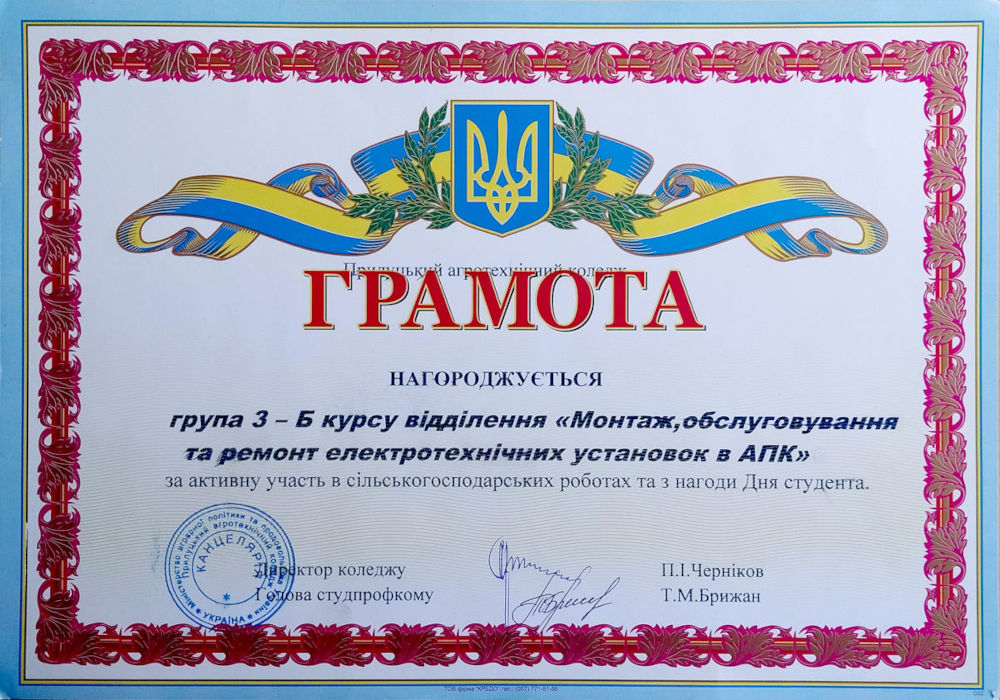 Прилуцький агротехнічний коледж
ГРАМОТА
НАГОРОДЖУЄТЬСЯ
група 3 – Б курсу відділення «Монтаж,обслуговування
та ремонт електротехнічних установок в АПК»
за активну участь в сільськогосподарських роботах та з нагоди Дня студента.
Міністерство аграрної політики та продовольства України
Прилуцький агротехнічний коледж
КАНЦЕЛЯРІЯ
* УКРАЇНА *
Директор коледжу П.І.Черніков
Голова студпрофкому Т.М.Брижан
ТОВ фірма "КРЕДО" тел.: (057) 771-61-56
032